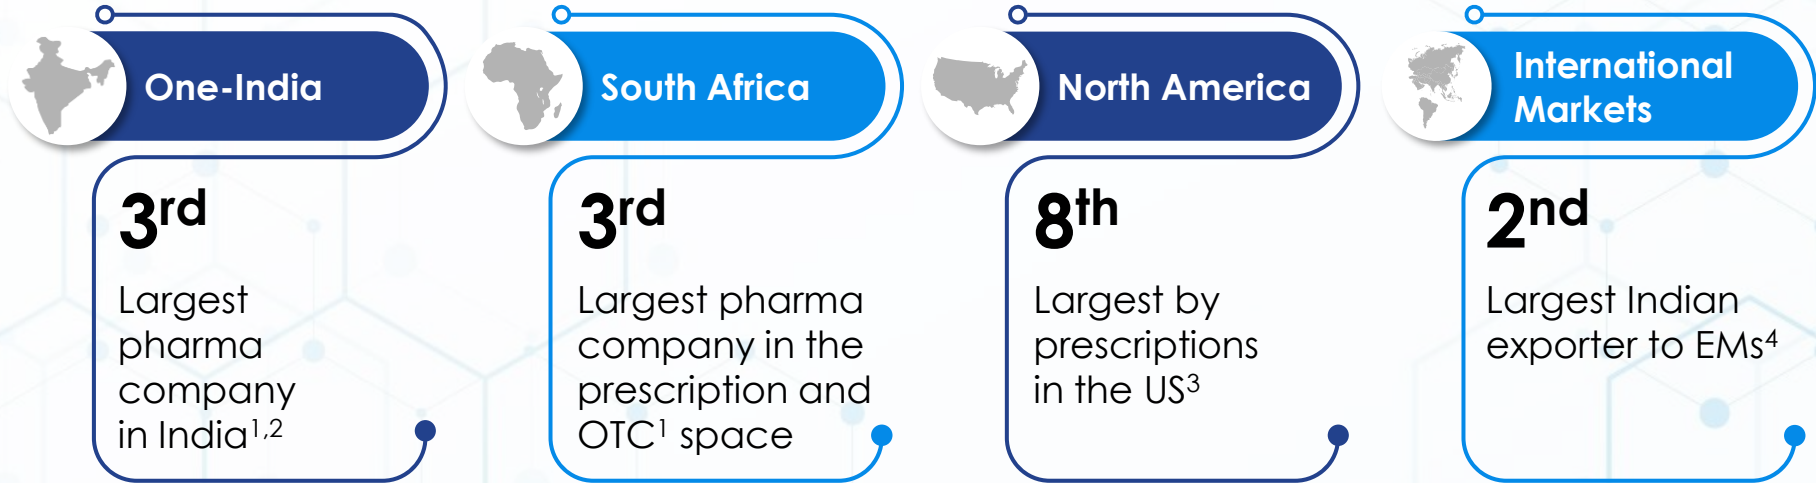 One-India
3rd
Largest
pharma
company
in India1,2
South Africa
3rd
Largest pharma
company in the
prescription and
OTC1 space
North America
8th
Largest by
prescriptions
in the US3
International
Markets
2nd
Largest Indian
exporter to EMs4